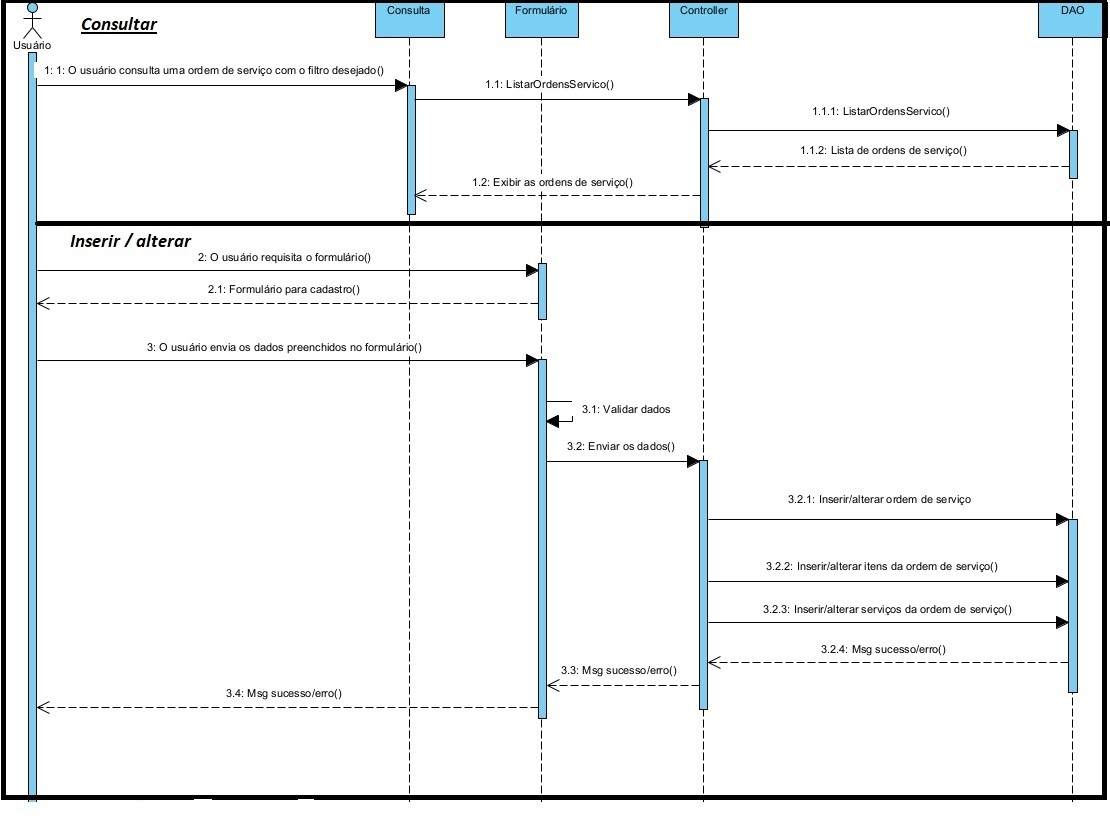 Consulta
Formulário
Controller
DAO
Consultar
Usuário
1: 1: O usuário consulta uma ordem de serviço com o filtro desejado()
1.1: ListarOrdensServico()
1.1.1: ListarOrdensServico()
1.1.2: Lista de ordens de serviço()
1.2: Exibir as ordens de serviço()
Inserir / alterar
2: O usuário requisita o formulário()
2.1: Formulário para cadastro()
3: O usuário envia os dados preenchidos no formulário()
3.1: Validar dados
3.2: Enviar os dados()
3.2.1: Inserir/alterar ordem de serviço
3.2.2: Inserir/alterar itens da ordem de serviço()
3.2.3: Inserir/alterar serviços da ordem de serviço()
3.2.4: Msg sucesso/erro()
3.3: Msg sucesso/erro()
3.4: Msg sucesso/erro()